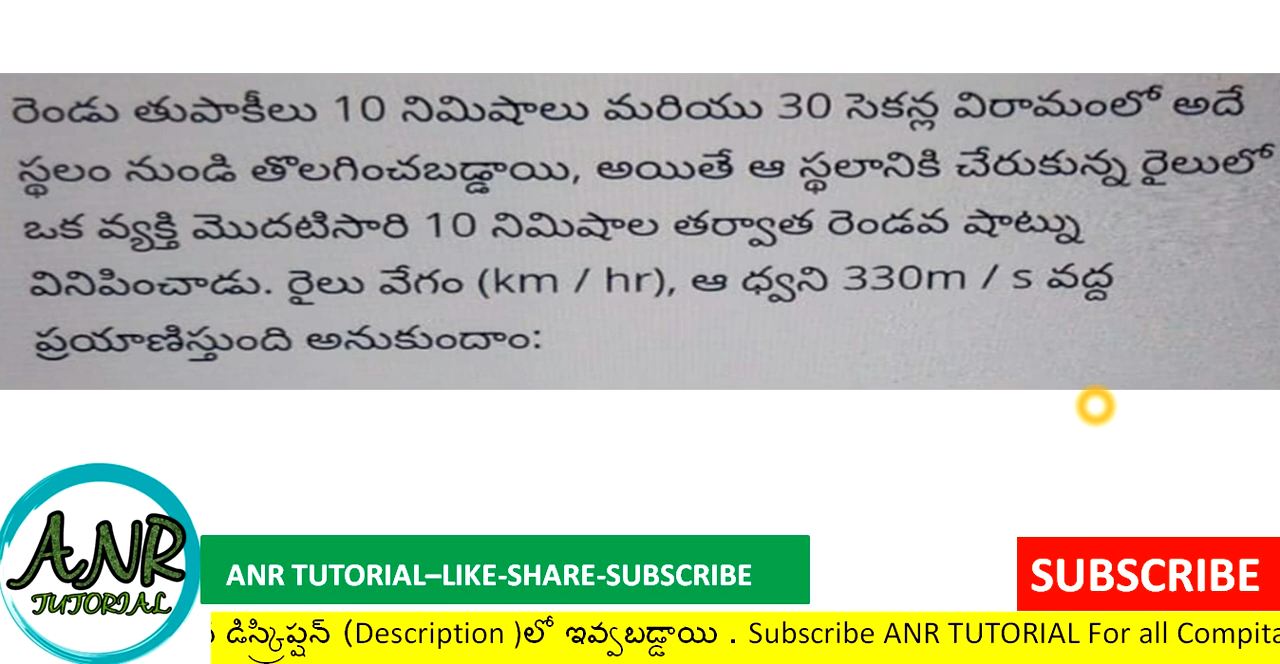 రెండు తుపాకీలు 10 నిమిషాలు మరియు 30 సెకన్ల విరామంలో అదే
స్థలం నుండి తొలగించబడ్డాయి, అయితే ఆ స్థలానికి చేరుకున్న రైలులో
ఒక వ్యక్తి మొదటిసారి 10 నిమిషాల తర్వాత రెండవ షాట్ను
వినిపించాడు. రైలు వేగం (km / hr), ఆ ధ్వని 330m / s వద్ద
ప్రయాణిస్తుంది అనుకుందాం:
ANR
TUTORIAL
ANR TUTORIAL–LIKE-SHARE-SUBSCRIBE
SUBSCRIBE
డిస్క్రిప్షన్ (Description )లో ఇవ్వబడ్డాయి . Subscribe ANR TUTORIAL For all